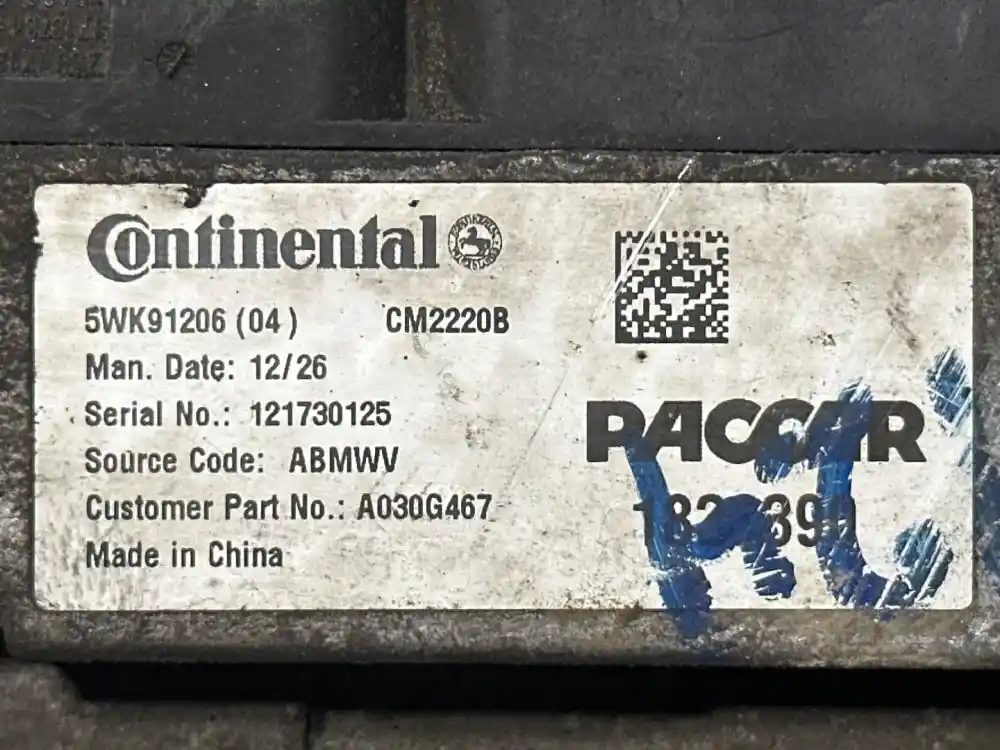 Continental
5WK91206 (04) CM2220B
Man. Date: 12/26
Serial No.: 121730125
Source Code: ABMWV
Customer Part No.: A030G467
Made in China
PACCAR